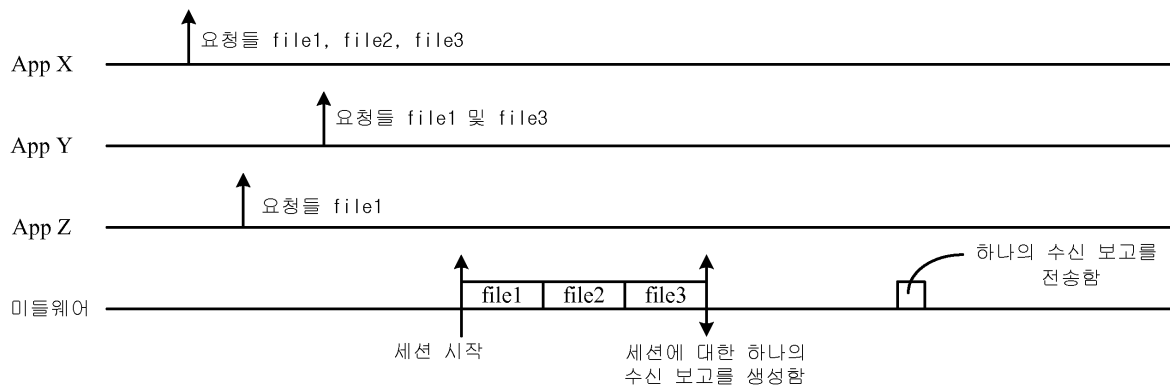 요청들 file1, file2, file3
App X
요청들 file1 및 file3
App Y
요청들 file1
App Z
하나의 수신 보고를
전송함
file1 file2 file3
미들웨어
세션 시작
세션에 대한 하나의
수신 보고를 생성함